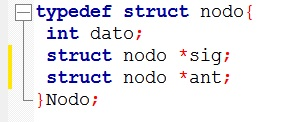 typedef struct nodo{
int dato;
struct nodo *sig;
struct nodo *ant;
}Nodo;